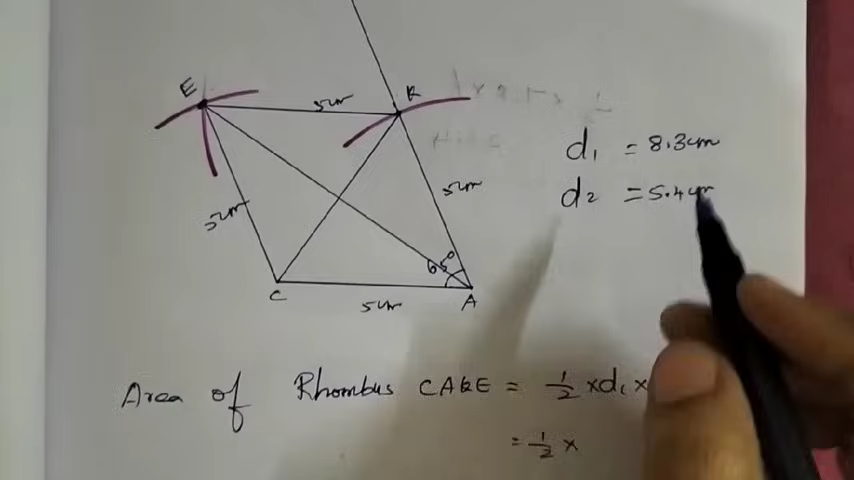 E
5cm
K
d₁ = 8.3cm
d₂ = 5.4cm
5cm
5cm
65°
C
5cm
A
Area of Rhombus CAKE = 1/2 × d₁ ×
= 1/2 ×